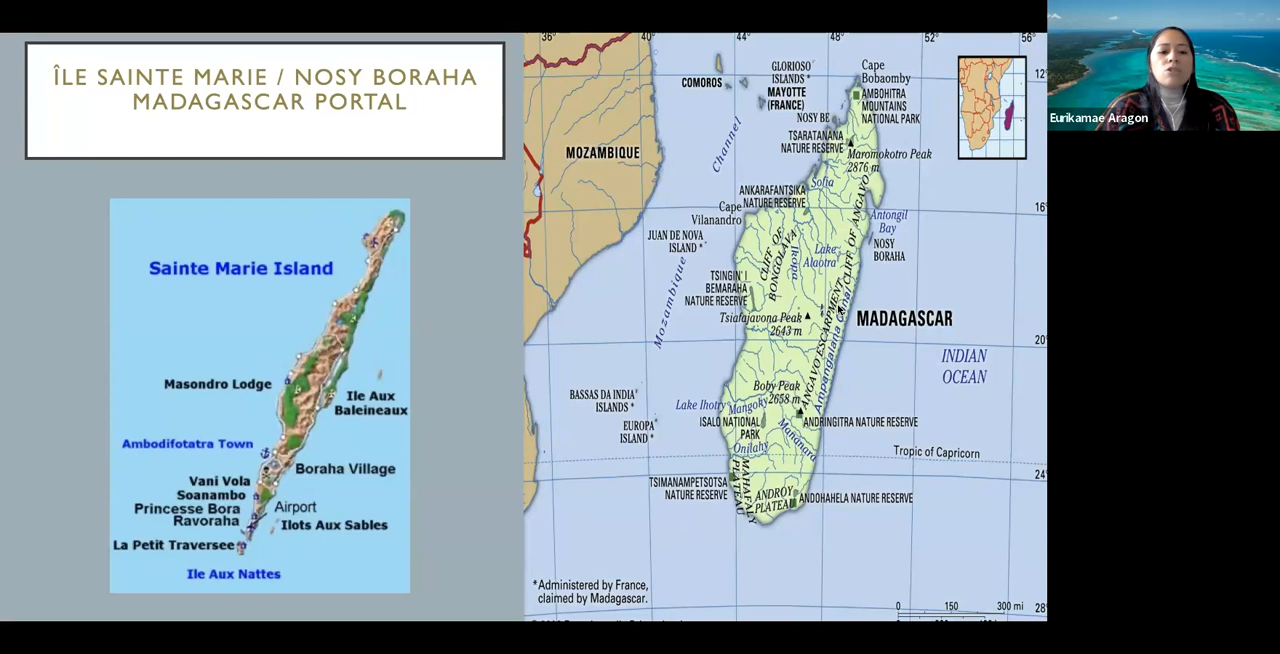 ÎLE SAINTE MARIE / NOSY BORAHA
MADAGASCAR PORTAL
Sainte Marie Island
Masondro Lodge
Ile Aux
Baleineaux
Ambodifotatra Town
Boraha Village
Vani Vola
Soanambo
Princesse Bora
Airport
Ravoraha
Ilots Aux Sables
La Petit Traversee
Ile Aux Nattes
36°
40°
44°
48°
52°
56°
12°
16°
20°
24°
28°
COMOROS
GLORIOSO
ISLANDS *
MAYOTTE
(FRANCE)
Cape
Bobaomby
AMBOHITRA
MOUNTAINS
NATIONAL PARK
NOSY BE
TSARATANANA
NATURE RESERVE
Maromokotro Peak
2876 m
MOZAMBIQUE
Mozambique Channel
Sofia
ANKARAFANTSIKA
NATURE RESERVE
Cape
Vilanandro
Antongil
Bay
NOSY
BORAHA
JUAN DE NOVA
ISLAND *
CLIFF OF
BONGOLAVA
Ikopa
Lake
Alaotra
CLIFF OF ANGAVO
TSINGIN' I
BEMARAHA
NATURE RESERVE
Tsiafajavona Peak
2643 m
ANGAVO ESCARPMENT
Ampangalana Canal
MADAGASCAR
INDIAN
OCEAN
BASSAS DA INDIA
ISLANDS *
Boby Peak
2658 m
Lake Ihotry
Mangoky
EUROPA
ISLAND *
ISALO NATIONAL
PARK
ANDRINGITRA NATURE RESERVE
Mananara
Onilahy
Tropic of Capricorn
TSIMANAMPETSOTSA
NATURE RESERVE
MAHAFALY
PLATEAU
ANDROY
PLATEAU
ANDOHAHELA NATURE RESERVE
*Administered by France,
claimed by Madagascar.
0 150 300 mi
Eurikamae Aragon